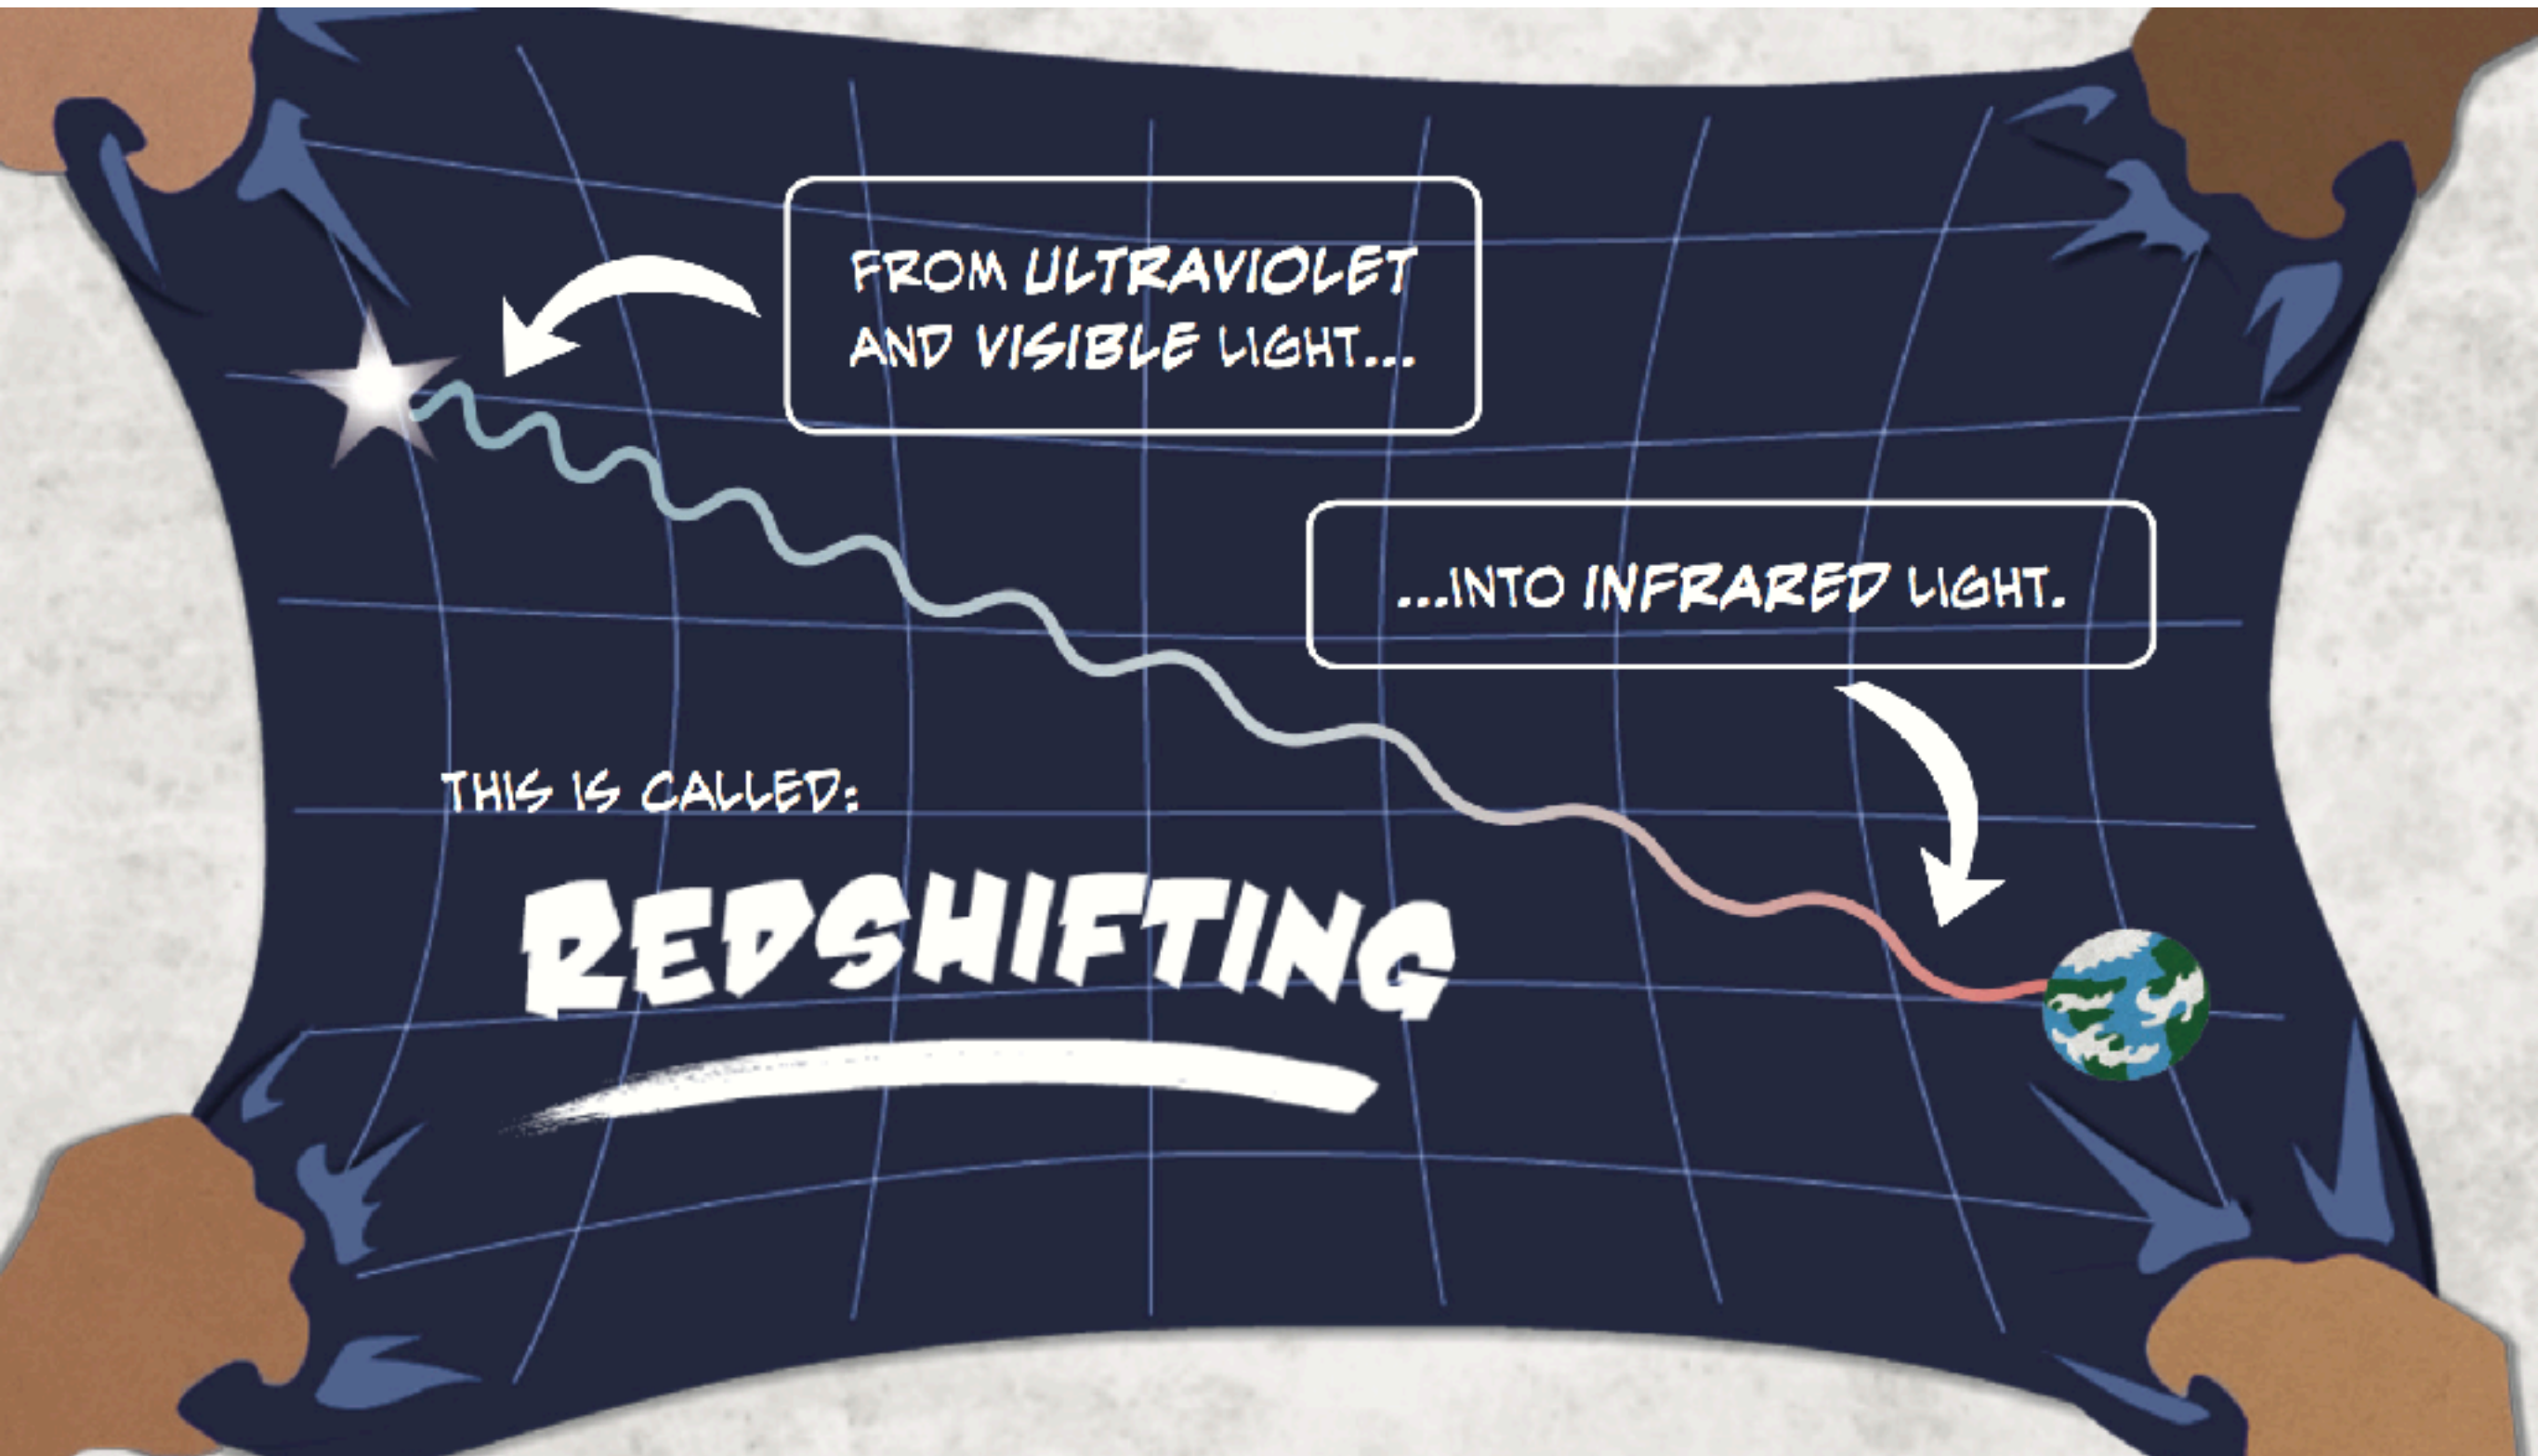 FROM ULTRAVIOLET
AND VISIBLE LIGHT...
...INTO INFRARED LIGHT.
THIS IS CALLED:
REDSHIFTING